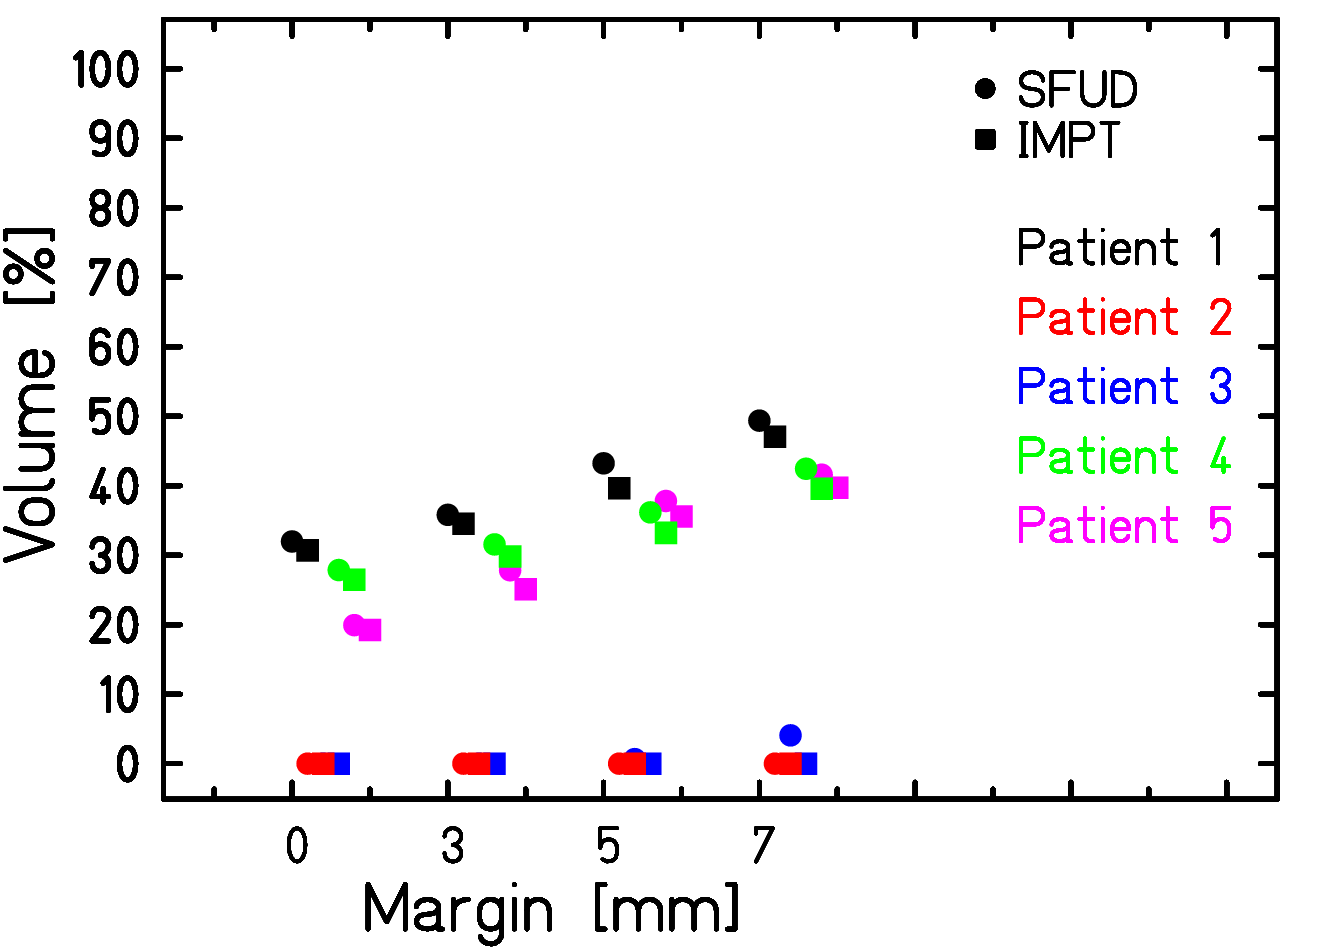 100
90
80
70
60
50
40
30
20
10
0
Volume [%]
SFUD
IMPT
Patient 1
Patient 2
Patient 3
Patient 4
Patient 5
0 3 5 7
Margin [mm]